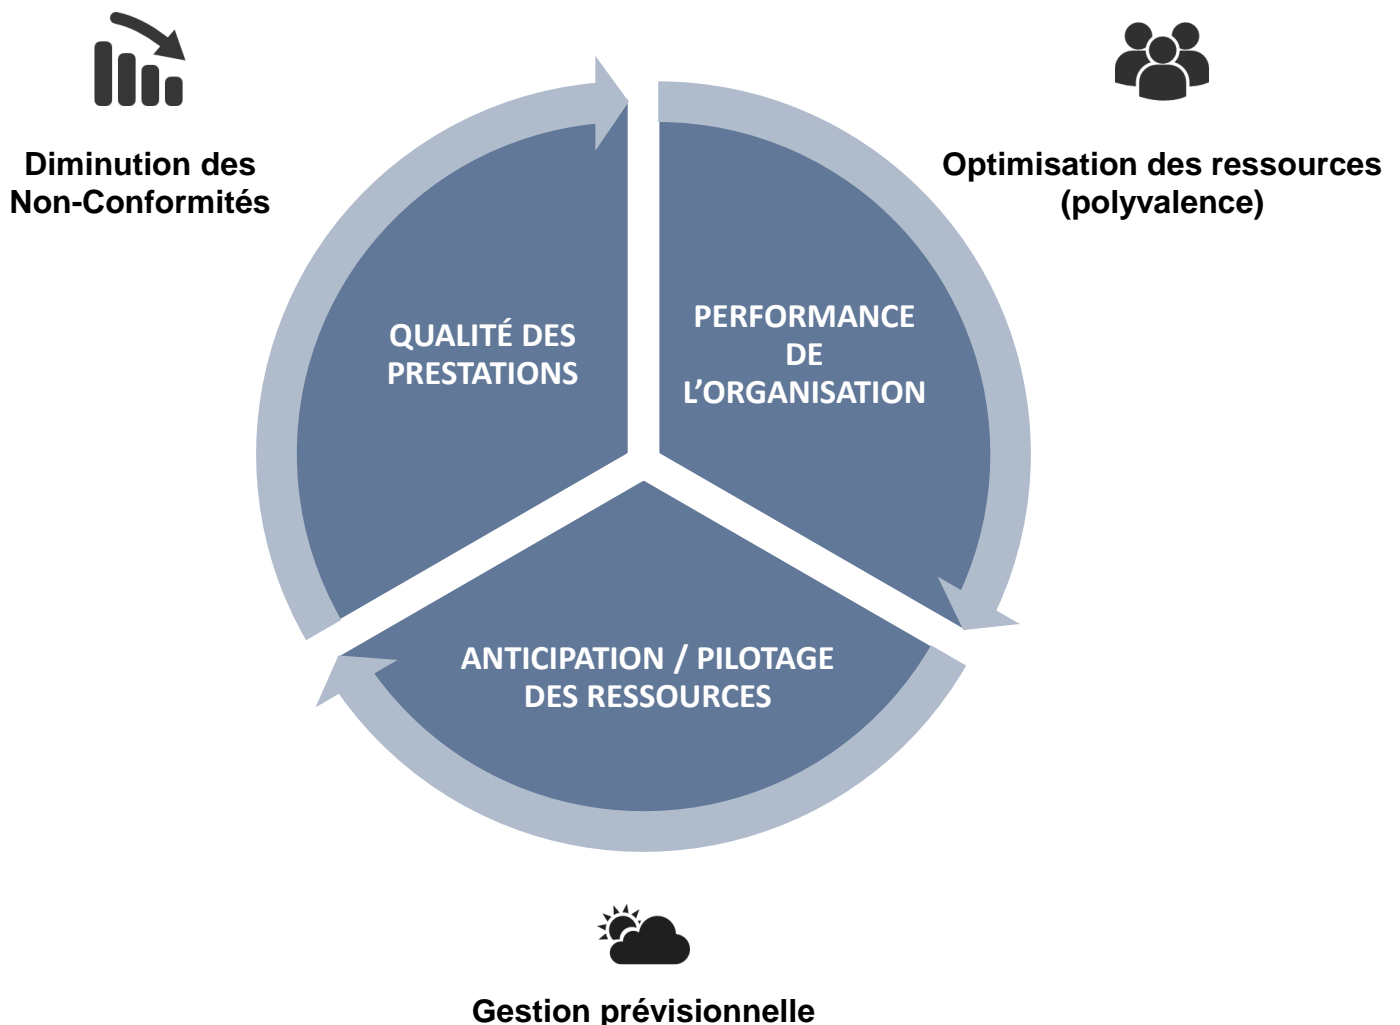 Diminution des
Non-Conformités
Optimisation des ressources
(polyvalence)
QUALITÉ DES
PRESTATIONS
PERFORMANCE
DE
L’ORGANISATION
ANTICIPATION / PILOTAGE
DES RESSOURCES
Gestion prévisionnelle